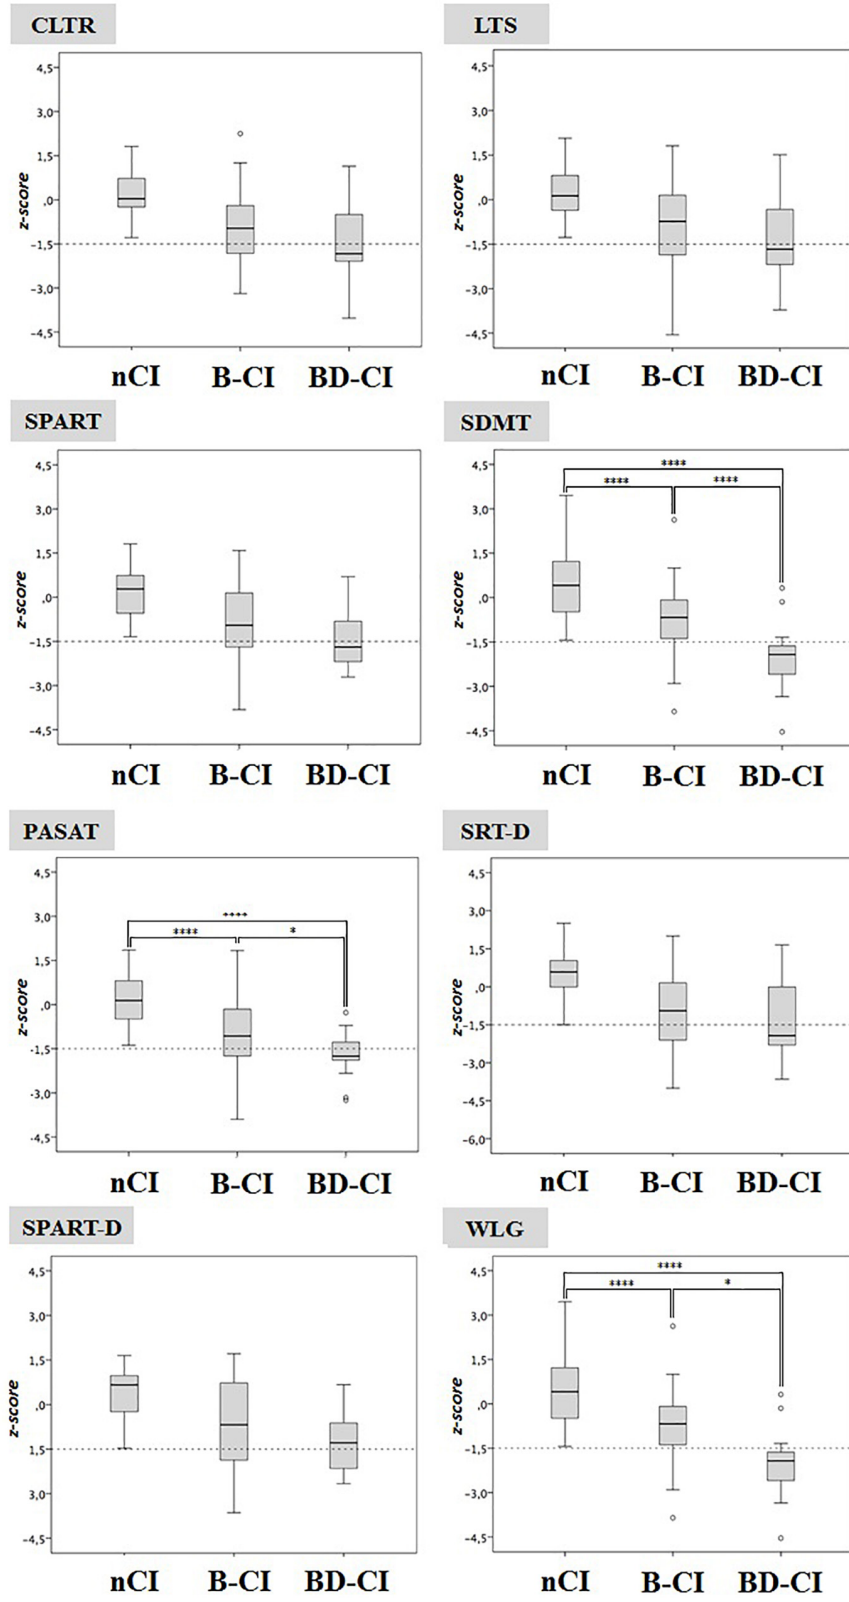 CLTR
4,5
3,0
1,5
,0
-1,5
-3,0
-4,5
z-score
nCI B-CI BD-CI
LTS
4,5
3,0
1,5
,0
-1,5
-3,0
-4,5
z-score
nCI B-CI BD-CI
SPART
4,5
3,0
1,5
,0
-1,5
-3,0
-4,5
z-score
nCI B-CI BD-CI
SDMT
4,5
3,0
1,5
,0
-1,5
-3,0
-4,5
z-score
****
**** ****
nCI B-CI BD-CI
PASAT
4,5
3,0
1,5
,0
-1,5
-3,0
-4,5
z-score
****
**** *
nCI B-CI BD-CI
SRT-D
4,5
3,0
1,5
,0
-1,5
-3,0
-4,5
-6,0
z-score
nCI B-CI BD-CI
SPART-D
4,5
3,0
1,5
,0
1,5
3,0
-4,5
z-score
nCI B-CI BD-CI
WLG
4,5
3,0
1,5
,0
-1,5
-3,0
-4,5
z-score
****
**** *
nCI B-CI BD-CI